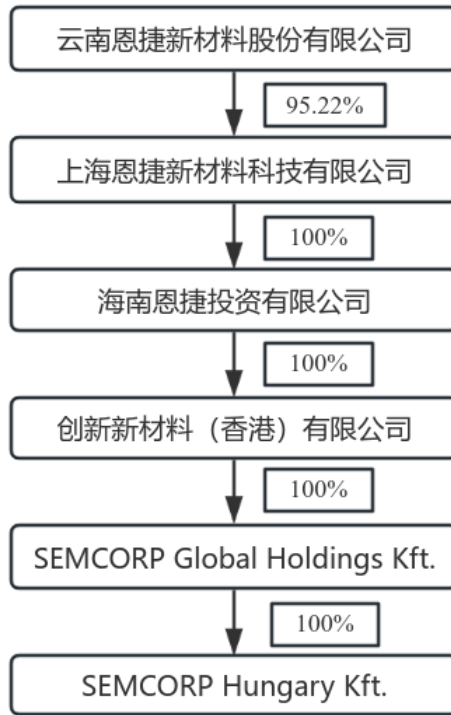 云南恩捷新材料股份有限公司
95.22%
上海恩捷新材料科技有限公司
100%
海南恩捷投资有限公司
100%
创新新材料（香港）有限公司
100%
SEMCORP Global Holdings Kft.
100%
SEMCORP Hungary Kft.